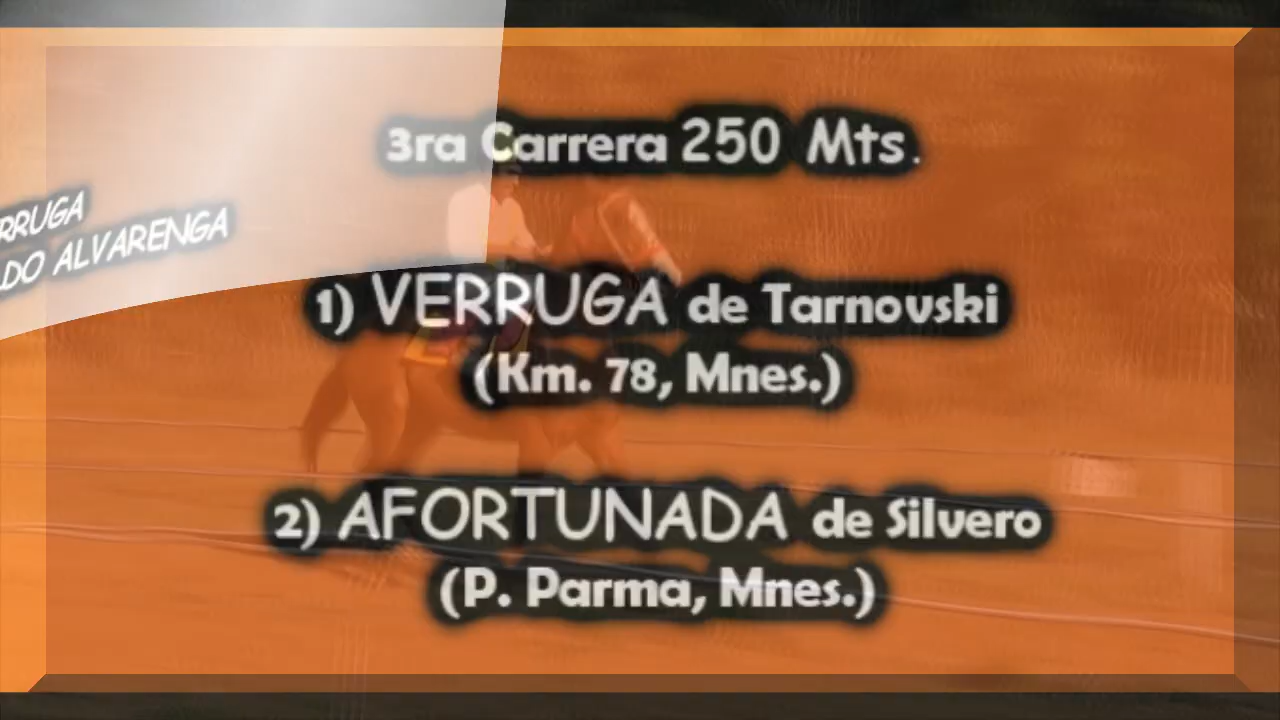 3ra Carrera 250 Mts.
DO ALVARENGA
1) VERRUGA de Tarnovski
(Km. 78, Mnes.)
2) AFORTUNADA de Silvero
(P. Parma, Mnes.)